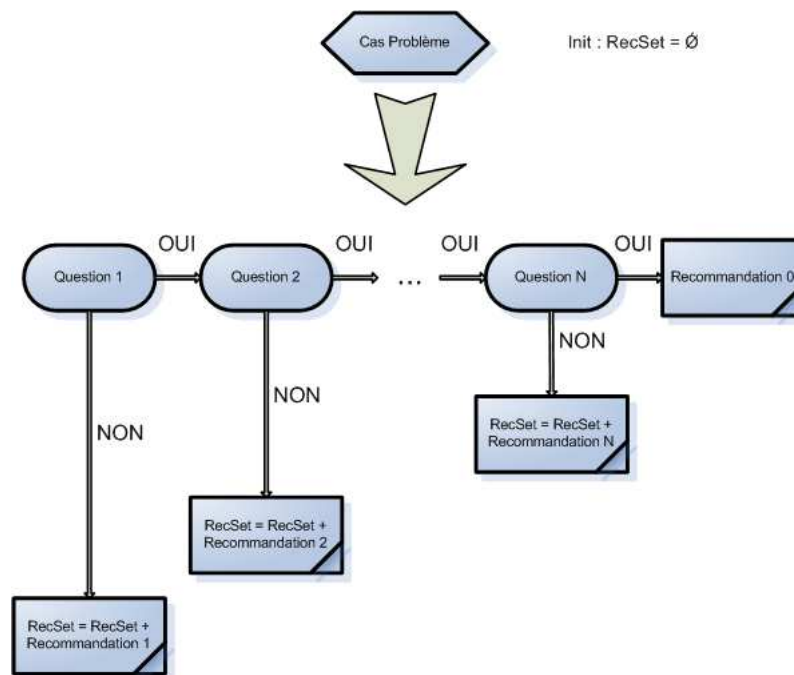 Cas Problème
Init : RecSet = Ǿ
OUI
OUI
OUI
OUI
Question 1
Question 2
...
Question N
Recommandation 0
NON
NON
NON
RecSet = RecSet +
Recommandation N
RecSet = RecSet +
Recommandation 2
RecSet = RecSet +
Recommandation 1